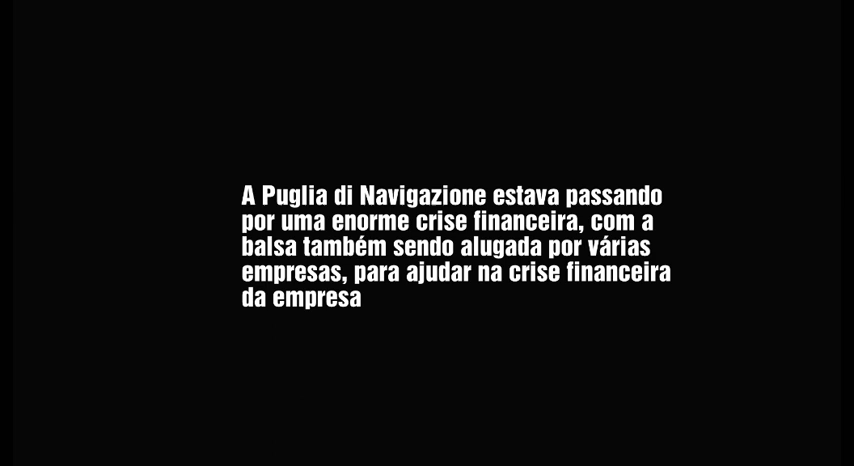 A Puglia di Navigazione estava passando
por uma enorme crise financeira, com a
balsa também sendo alugada por várias
empresas, para ajudar na crise financeira
da empresa